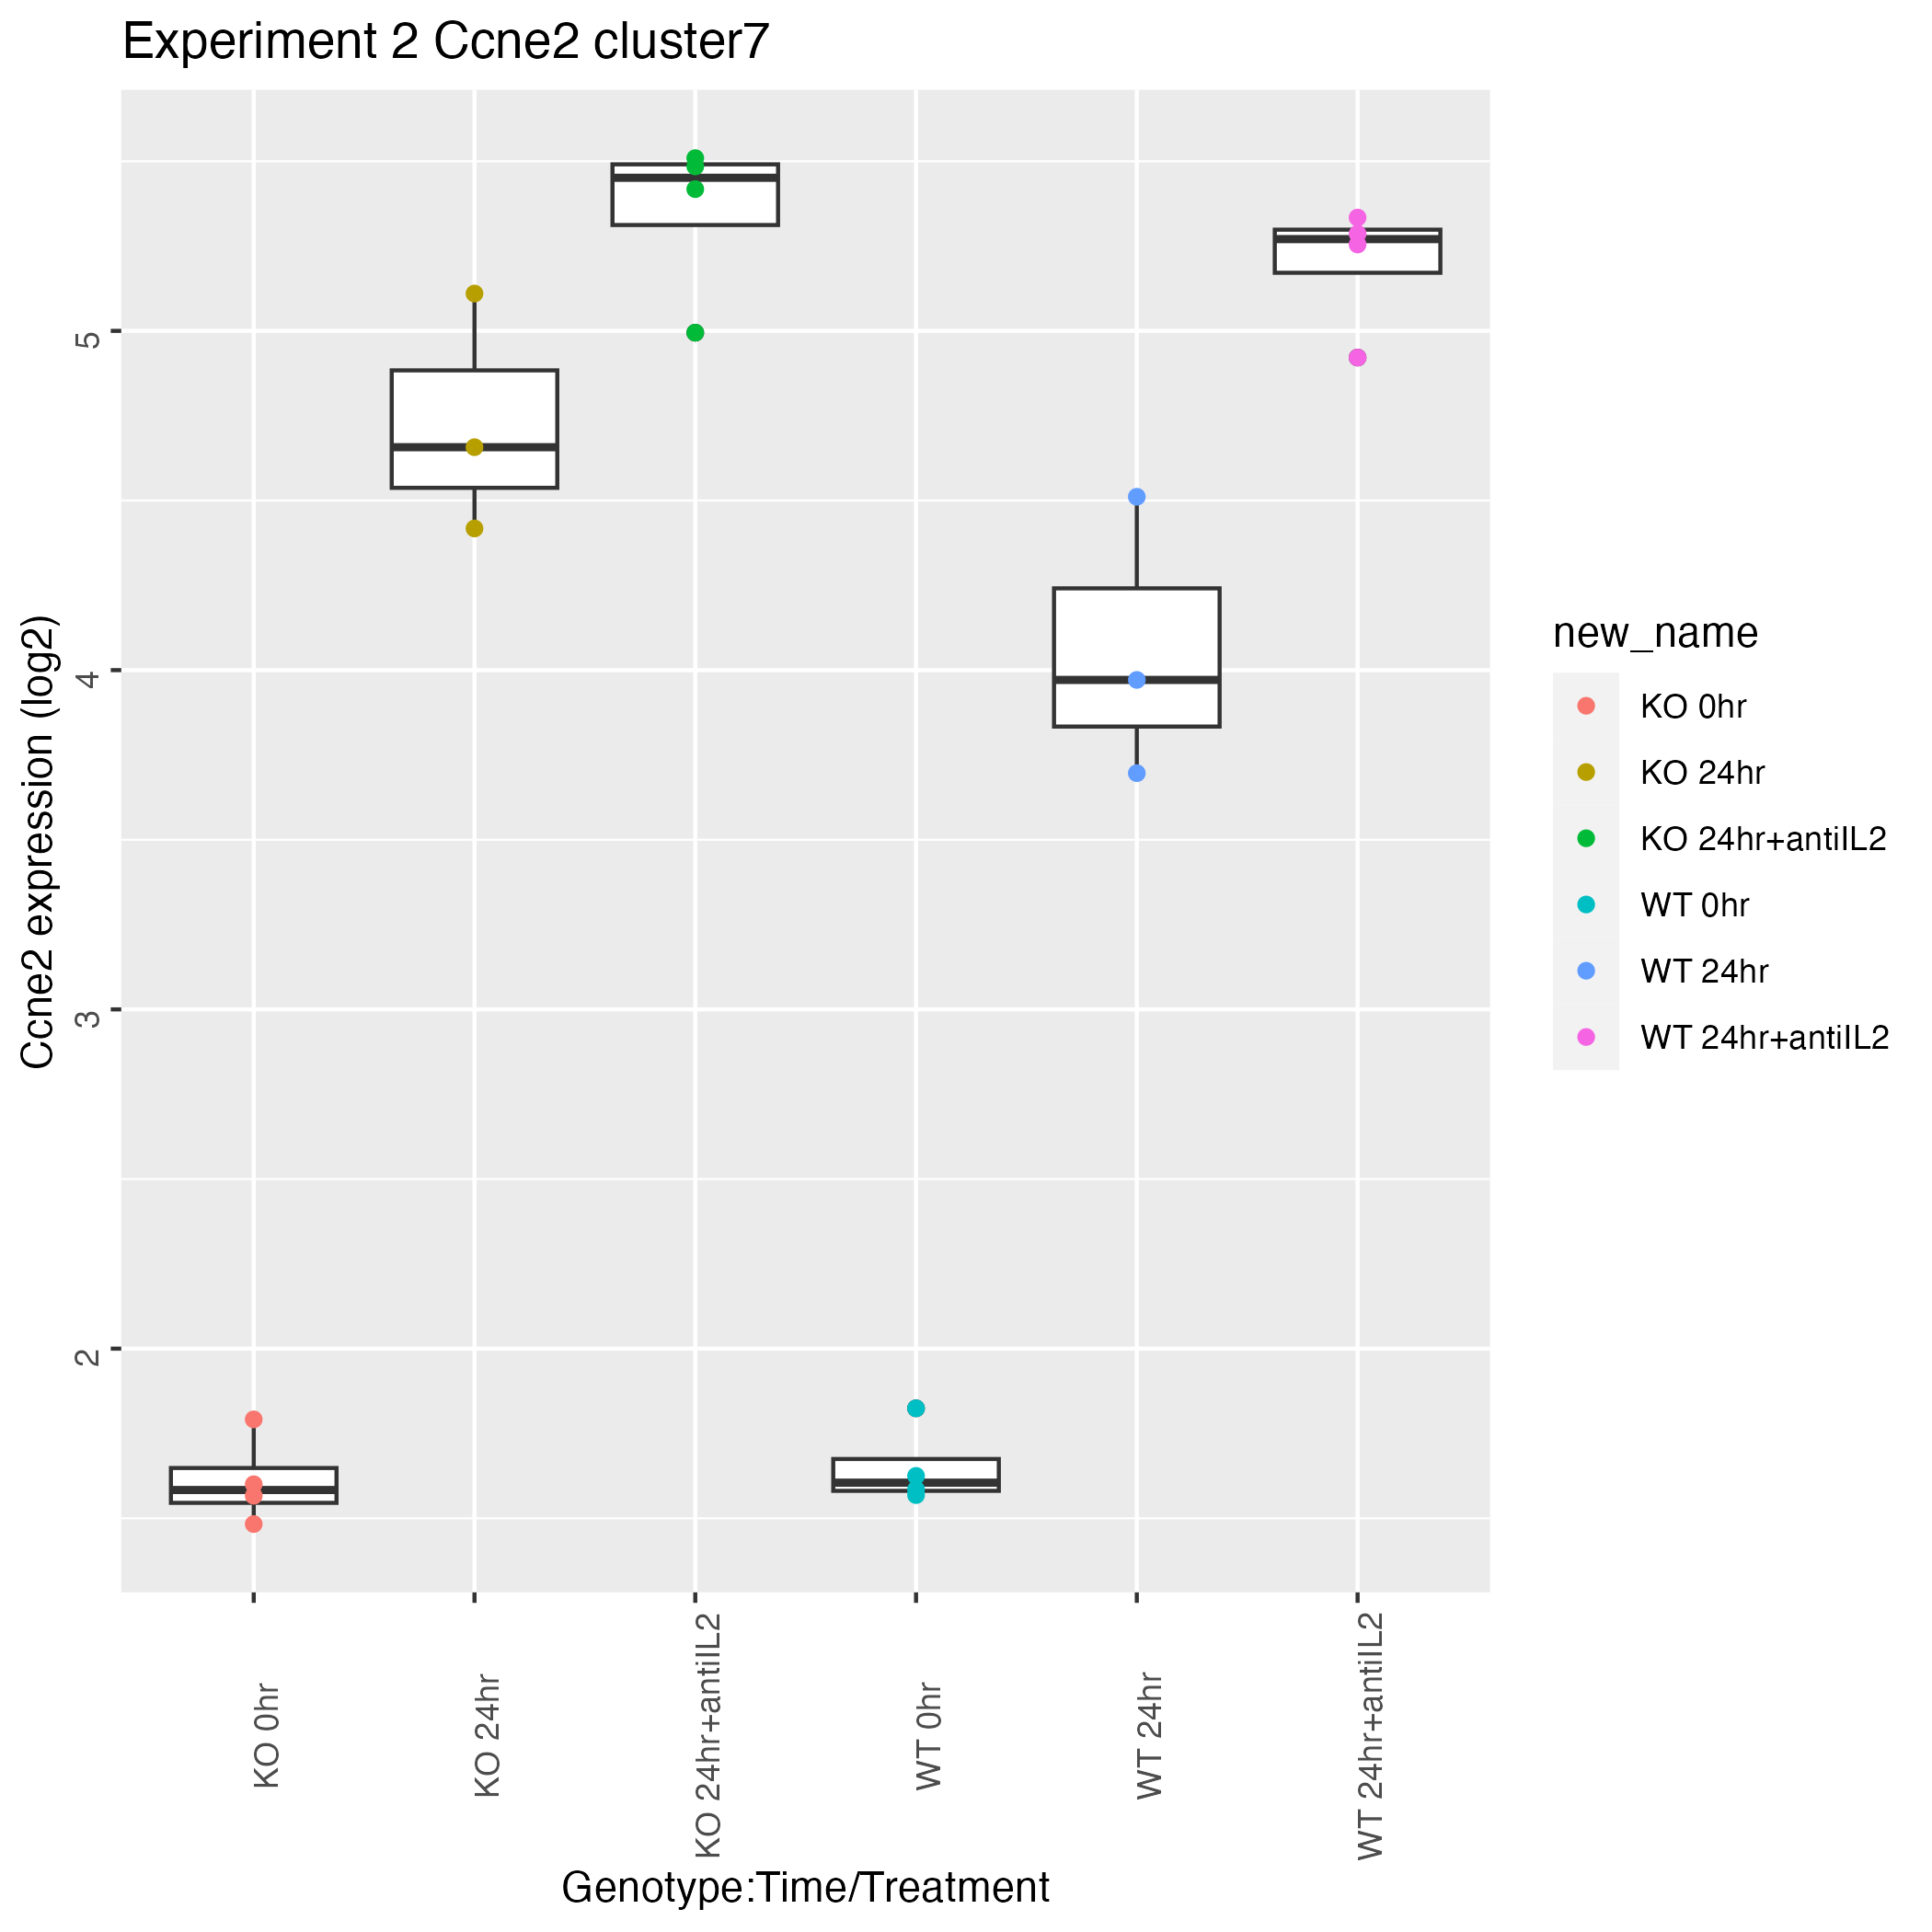 Experiment 2 Ccne2 cluster7
Ccne2 expression (log2)
5
4
3
2
KO 0hr
KO 24hr
KO 24hr+antiIL2
WT 0hr
WT 24hr
WT 24hr+antiIL2
Genotype:Time/Treatment
new_name
KO 0hr
KO 24hr
KO 24hr+antiIL2
WT 0hr
WT 24hr
WT 24hr+antiIL2